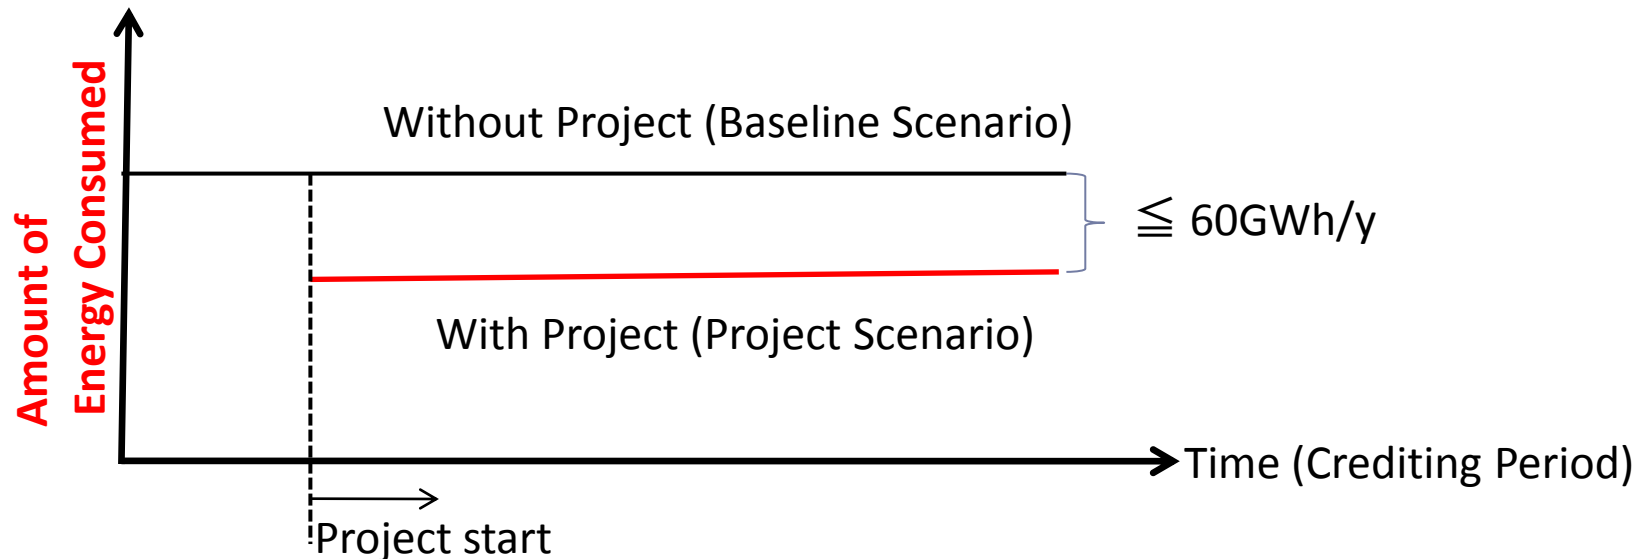 Amount of
Energy Consumed
Without Project (Baseline Scenario)
≦ 60GWh/y
With Project (Project Scenario)
Time (Crediting Period)
Project start